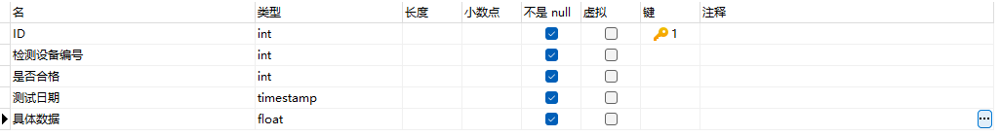 名 类型 长度 小数点 不是 null 虚拟 键 注释
ID int 1
检测设备编号 int
是否合格 int
测试日期 timestamp
具体数据 float